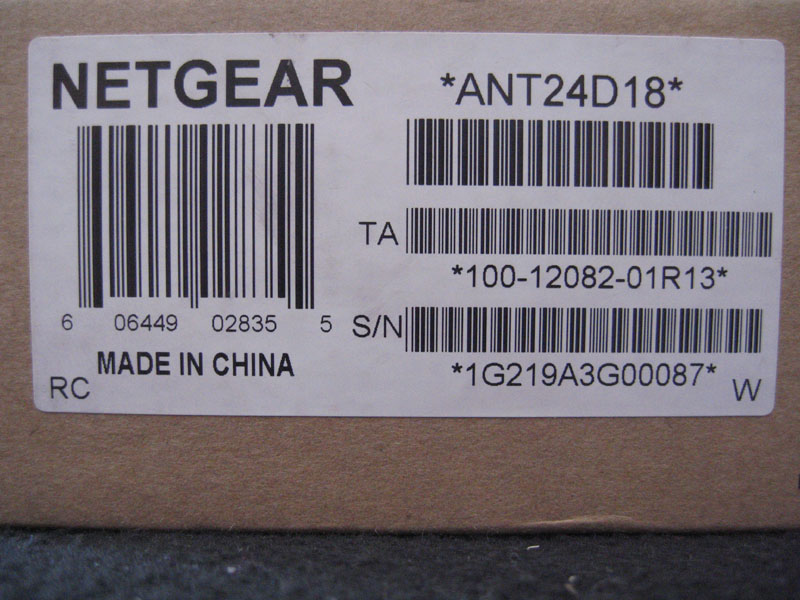 NETGEAR
*ANT24D18*
TA
*100-12082-01R13*
6 06449 02835 5
S/N
*1G219A3G00087*
MADE IN CHINA
RC
W